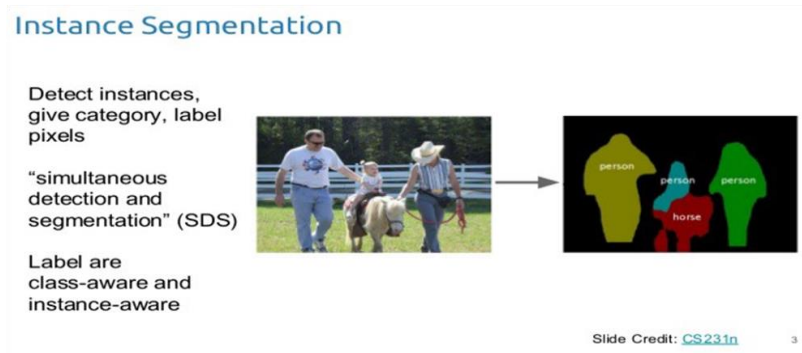 Instance Segmentation
Detect instances,
give category, label
pixels
“simultaneous
detection and
segmentation” (SDS)
Label are
class-aware and
instance-aware
person
person
person
horse
Slide Credit: CS231n
3